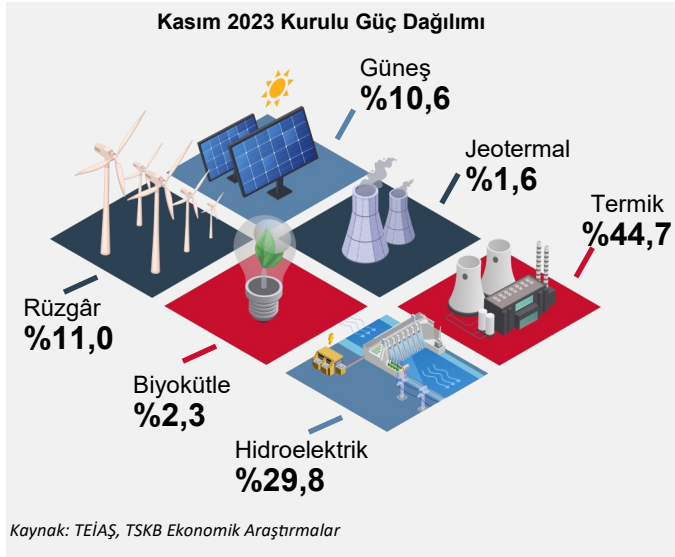 Kasım 2023 Kurulu Güç Dağılımı
Güneş
%10,6
Jeotermal
%1,6
Termik
%44,7
Rüzgâr
%11,0
Biyokütle
%2,3
Hidroelektrik
%29,8
Kaynak: TEİAŞ, TSKB Ekonomik Araştırmalar